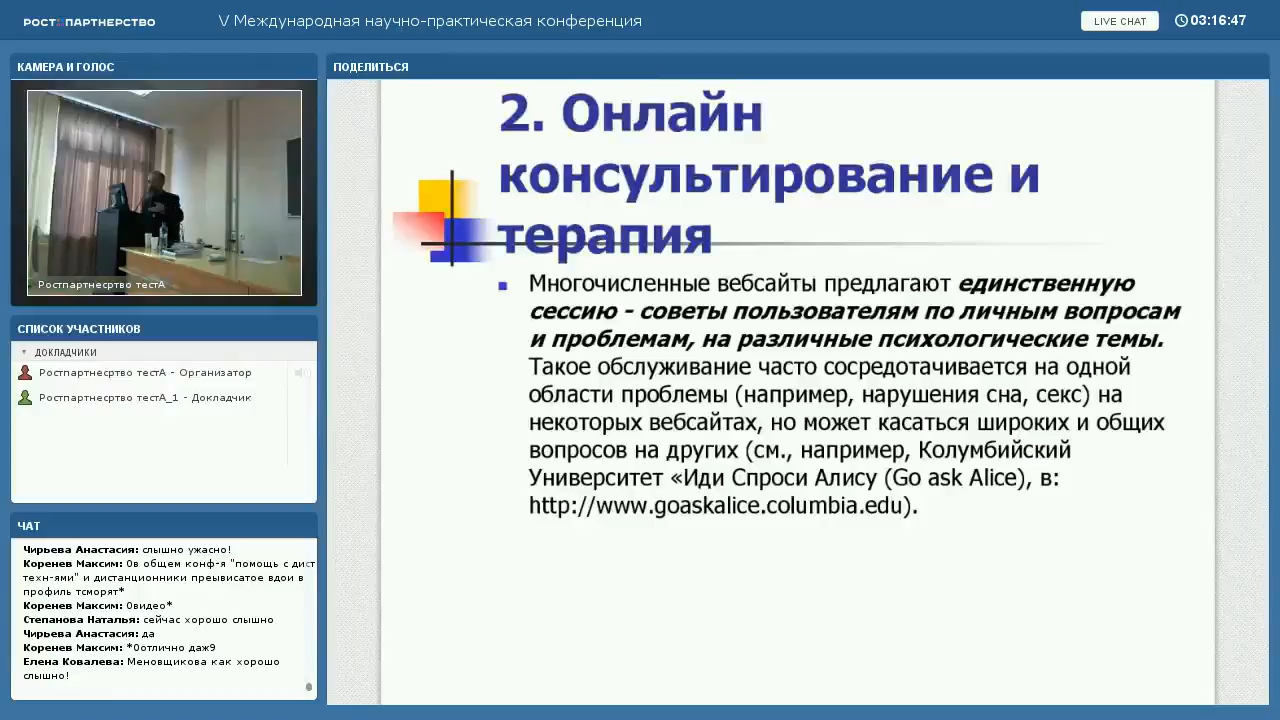 РОСТ ПАРТНЕРСТВО
V Международная научно-практическая конференция
LIVE CHAT
03:16:47
КАМЕРА И ГОЛОС
Ростпартнесртво тестА
СПИСОК УЧАСТНИКОВ
ДОКЛАДЧИКИ
Ростпартнесртво тестА - Организатор
Ростпартнесртво тестА_1 - Докладчик
ЧАТ
Чирьева Анастасия: слышно ужасно!
Коренев Максим: 0в общем конф-я "помощь с дист
техн-ями" и дистанционики преывисатое вдои в
профиль тсморят*
Коренев Максим: 0видео*
Степанова Наталья: сейчас хорошо слышно
Чирьева Анастасия: да
Коренев Максим: *0отлично даж9
Елена Ковалева: Меновщикова как хорошо
слышно!
ПОДЕЛИТЬСЯ
2. Онлайн
консультирование и
терапия
Многочисленные вебсайты предлагают единственную
сессию - советы пользователям по личным вопросам
и проблемам, на различные психологические темы.
Такое обслуживание часто сосредотачивается на одной
области проблемы (например, нарушения сна, секс) на
некоторых вебсайтах, но может касаться широких и общих
вопросов на других (см., например, Колумбийский
Университет «Иди Спроси Алису (Go ask Alice), в:
http://www.goaskalice.columbia.edu).